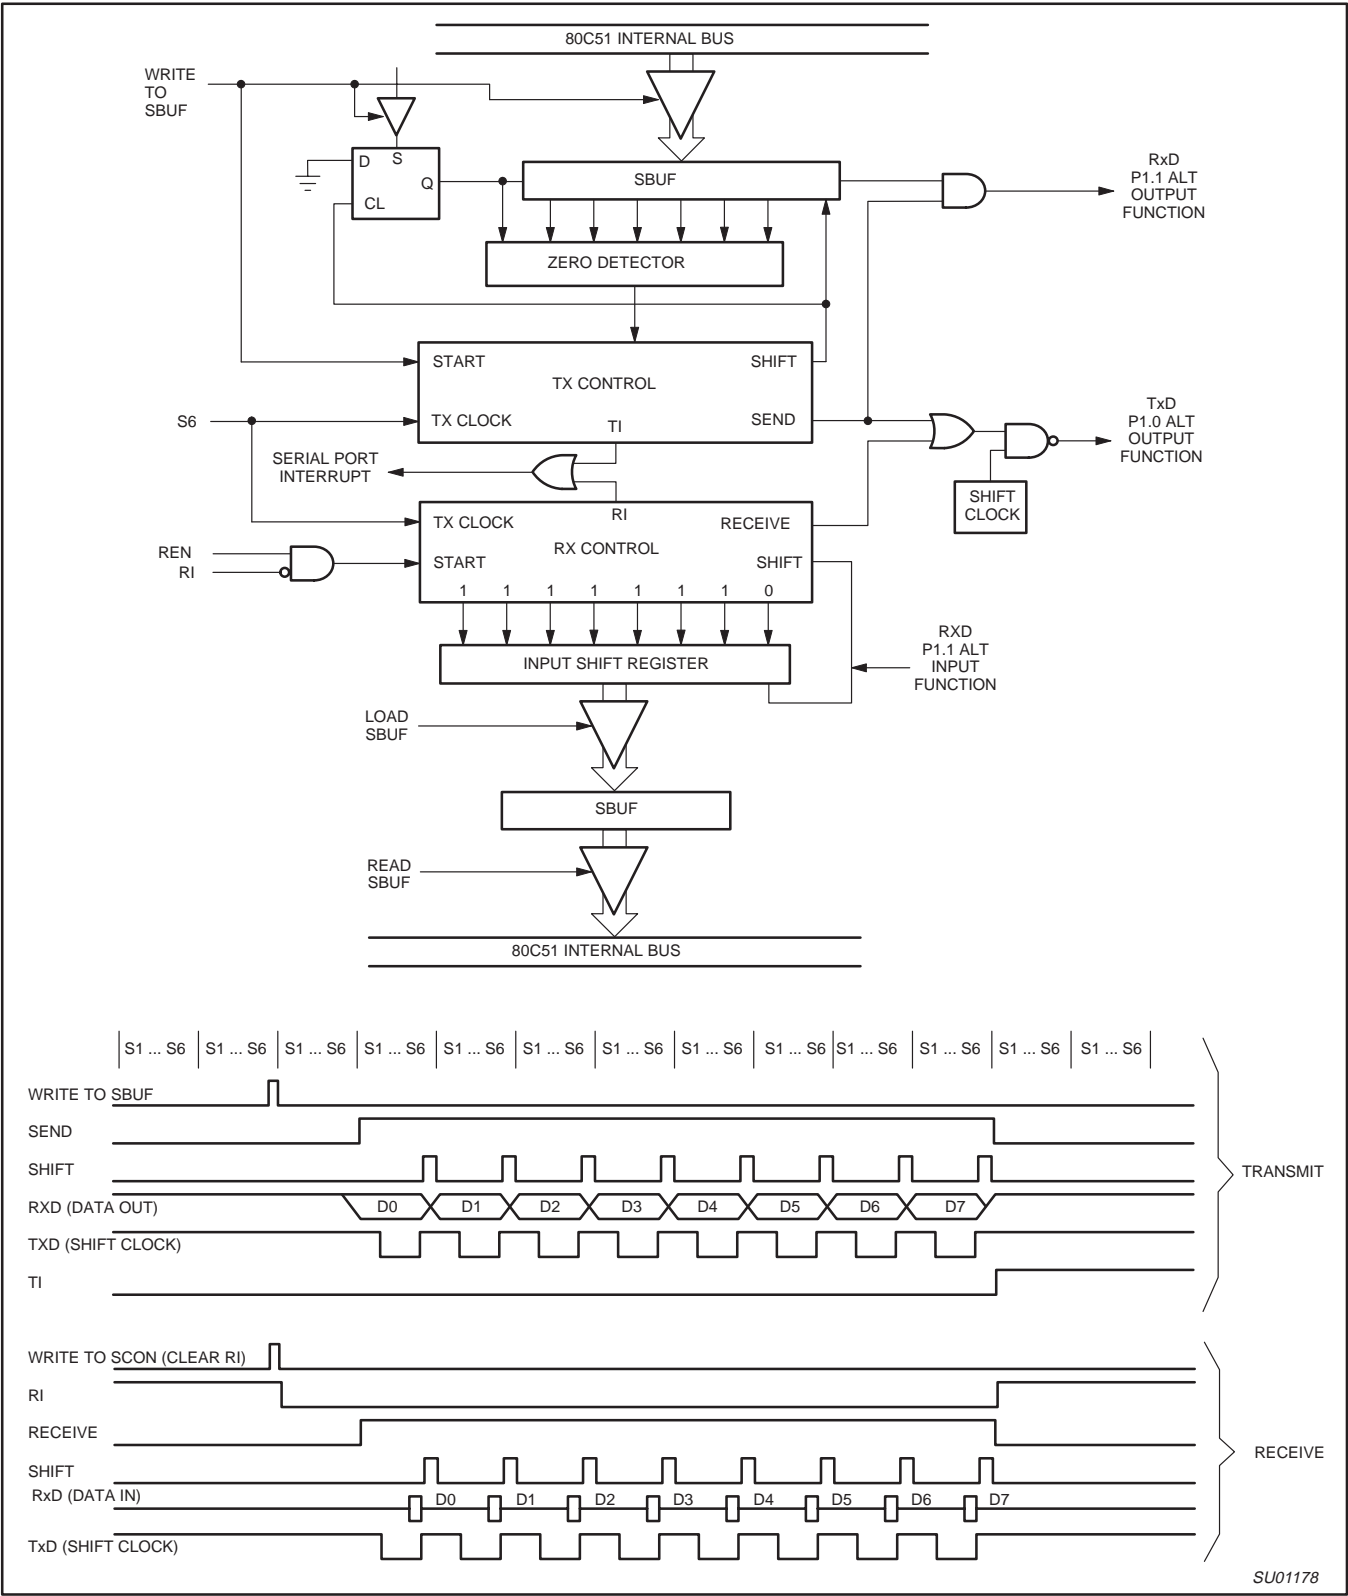 80C51 INTERNAL BUS
WRITE
TO
SBUF
D
S
Q
CL
SBUF
RxD
P1.1 ALT
OUTPUT
FUNCTION
ZERO DETECTOR
START
SHIFT
TX CONTROL
S6
TX CLOCK
TI
SEND
TxD
P1.0 ALT
OUTPUT
FUNCTION
SERIAL PORT
INTERRUPT
SHIFT
CLOCK
TX CLOCK
RI
RECEIVE
RX CONTROL
REN
RI
START
SHIFT
1 1 1 1 1 1 1 0
INPUT SHIFT REGISTER
RXD
P1.1 ALT
INPUT
FUNCTION
LOAD
SBUF
SBUF
READ
SBUF
80C51 INTERNAL BUS
S1 ... S6 S1 ... S6 S1 ... S6 S1 ... S6 S1 ... S6 S1 ... S6 S1 ... S6 S1 ... S6 S1 ... S6 S1 ... S6 S1 ... S6 S1 ... S6 S1 ... S6
WRITE TO SBUF
SEND
SHIFT
TRANSMIT
RXD (DATA OUT) D0 D1 D2 D3 D4 D5 D6 D7
TXD (SHIFT CLOCK)
TI
WRITE TO SCON (CLEAR RI)
RI
RECEIVE
RECEIVE
SHIFT
RxD (DATA IN) D0 D1 D2 D3 D4 D5 D6 D7
TxD (SHIFT CLOCK)
SU01178